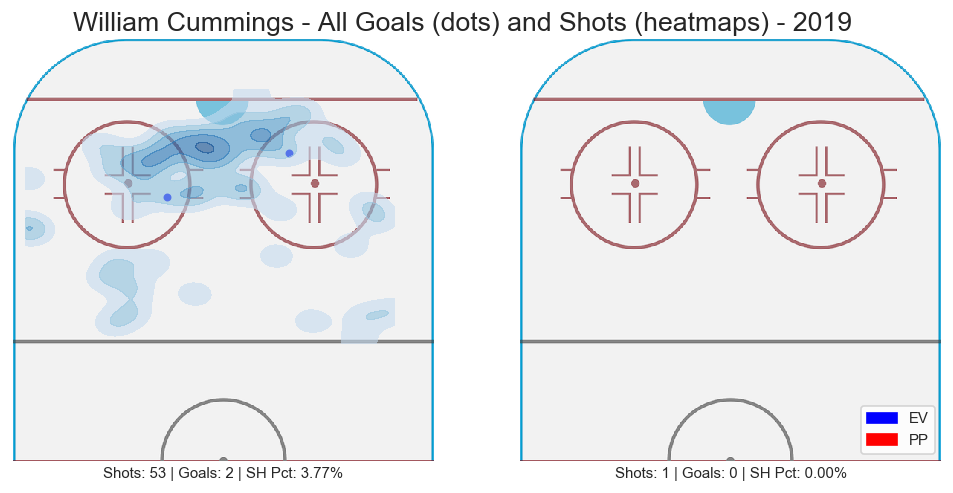 William Cummings - All Goals (dots) and Shots (heatmaps) - 2019
EV
PP
Shots: 53 | Goals: 2 | SH Pct: 3.77%
Shots: 1 | Goals: 0 | SH Pct: 0.00%